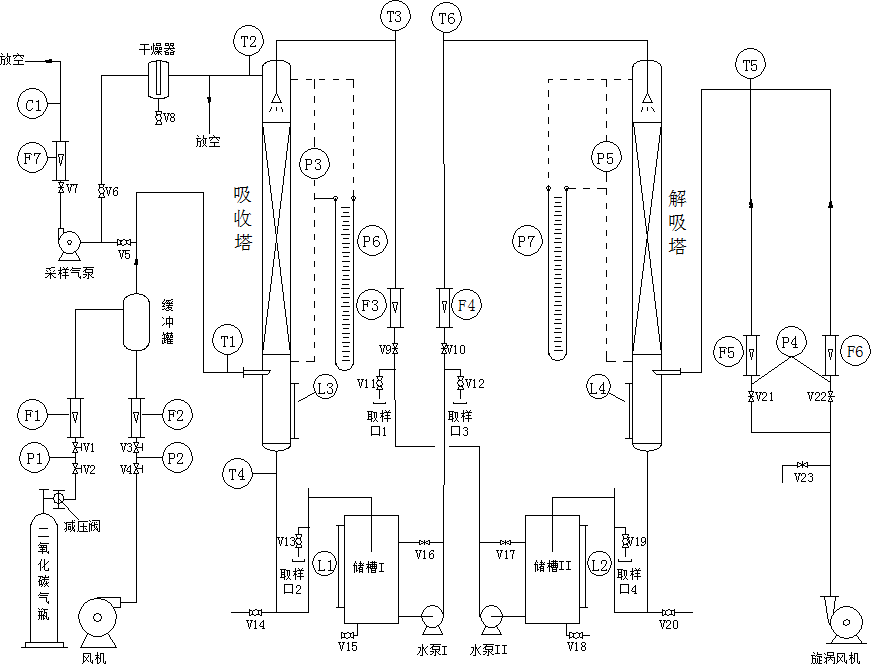 T3
T6
T2
干燥器
放空
T5
C1
V8
放空
F7
P3
P5
V7
V6
吸收塔
解吸塔
P6
P7
V5
采样气泵
缓冲罐
F3
F4
T1
V9
V10
F5
P4
F6
V11
V12
L3
L4
V21
V22
取样口1
取样口3
F1
F2
V1
V3
P1
V2
V4
P2
T4
V23
减压阀
二氧化碳气瓶
V13
V16
V17
V19
L1
储槽I
储槽II
L2
取样口2
取样口4
V14
V20
V15
水泵I
水泵II
V18
风机
旋涡风机